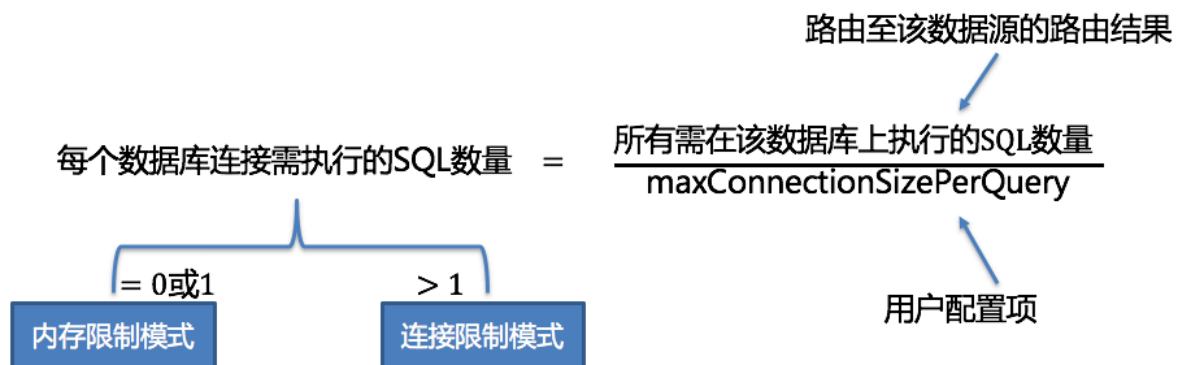 路由至该数据源的路由结果
每个数据库连接需执行的SQL数量 = 所有需在该数据库上执行的SQL数量
maxConnectionSizePerQuery
= 0或1
> 1
用户配置项
内存限制模式
连接限制模式